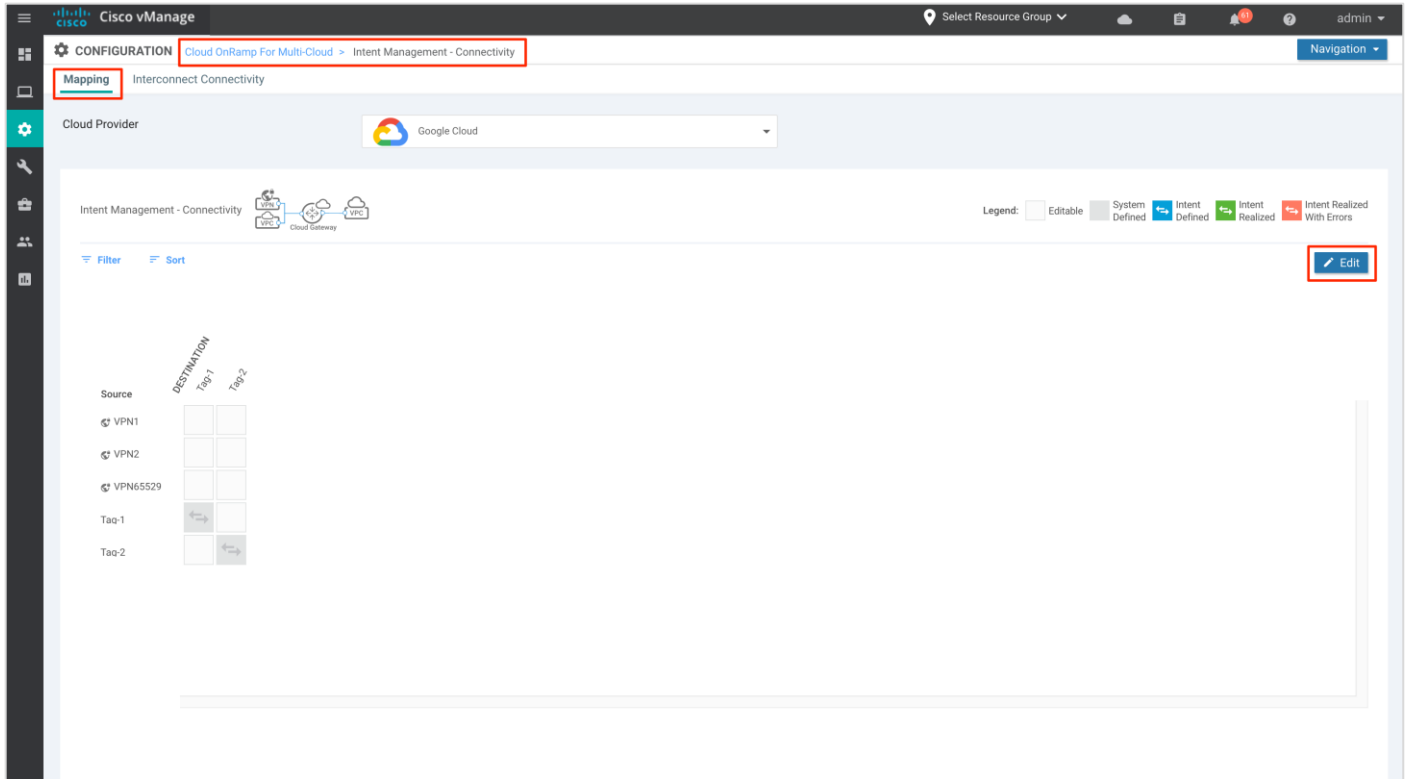 cisco Cisco vManage Select Resource Group 61 admin
CONFIGURATION Cloud OnRamp For Multi-Cloud > Intent Management - Connectivity Navigation
Mapping Interconnect Connectivity
Cloud Provider Google Cloud
Intent Management - Connectivity VPN VPC Cloud Gateway VPC Legend: Editable System Defined Intent Defined Intent Realized Intent Realized With Errors
Filter Sort Edit
DESTINATION
Source Tag-1 Tag-2
VPN1
VPN2
VPN65529
Tag-1
Tag-2